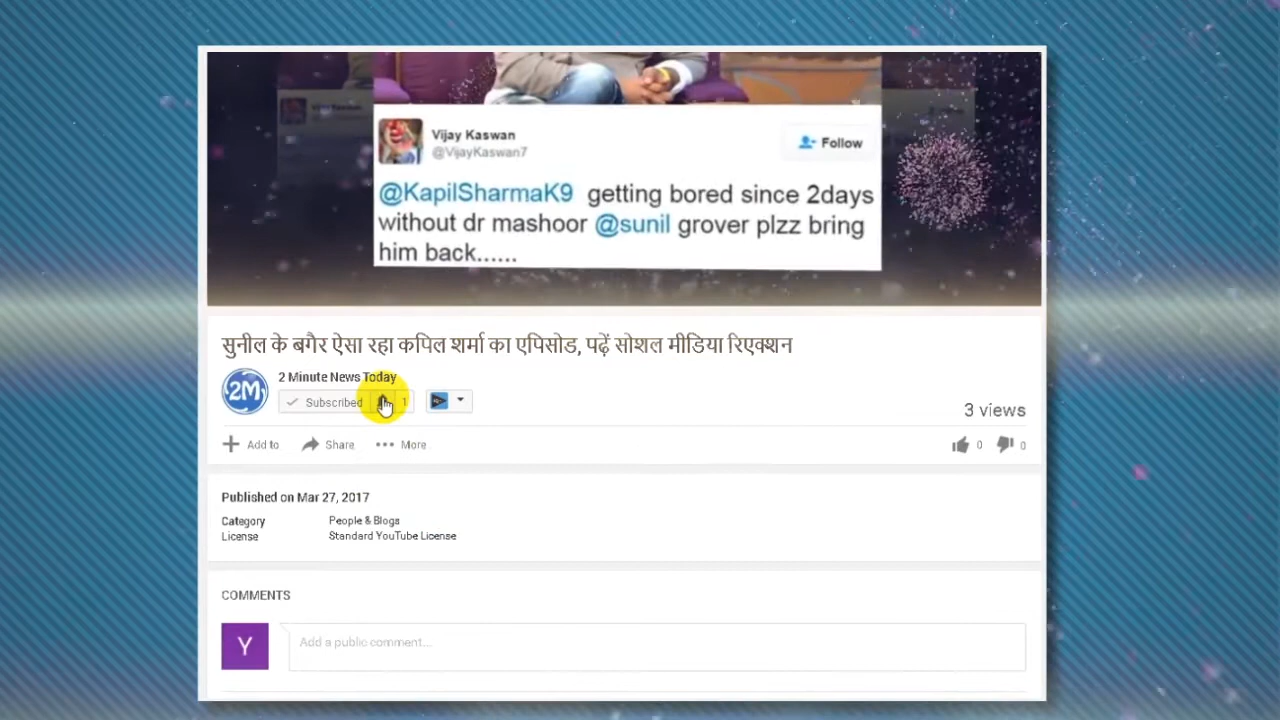 Vijay Kaswan
@VijayKaswan7
Follow
@KapilSharmaK9 getting bored since 2days
without dr mashoor @sunil grover plzz bring
him back......
सुनील के बगैर ऐसा रहा कपिल शर्मा का एपिसोड, पढ़ें सोशल मीडिया रिएक्शन
2M
2 Minute News Today
Subscribed 1
3 views
Add to Share More
0 0
Published on Mar 27, 2017
Category People & Blogs
License Standard YouTube License
COMMENTS
Y
Add a public comment...